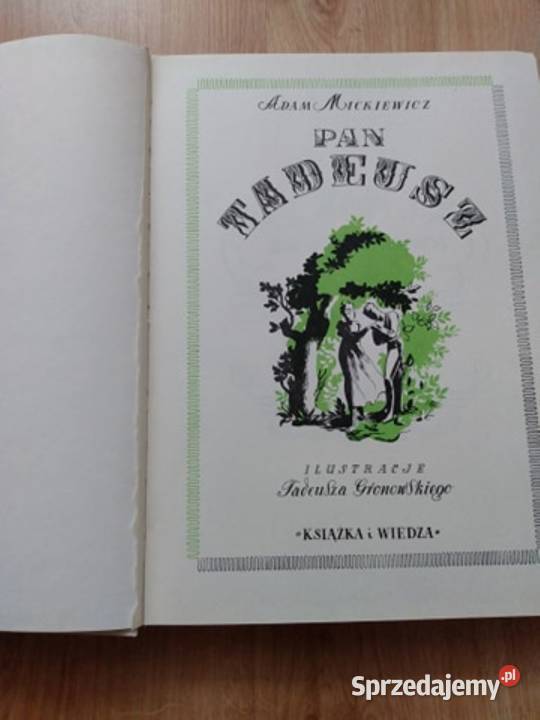 ADAM MICKIEWICZ
PAN
TADEUSZ
ILUSTRACJE
Tadeusza Gronowskiego
"KSIĄŻKA i WIEDZA"
Sprzedajemy.pl